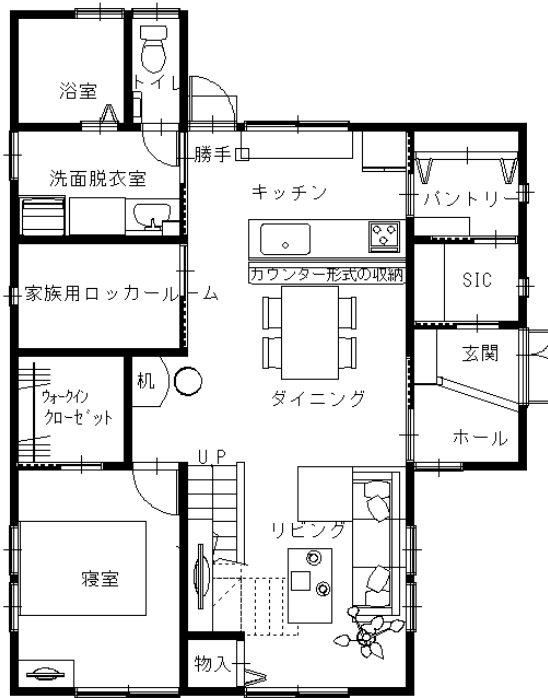 浴室
トイレ
勝手口
洗面脱衣室
キッチン
パントリー
カウンター形式の収納
SIC
家族用ロッカールーム
玄関
机
ウォークイン
クローゼット
ダイニング
ホール
UP
リビング
寝室
物入